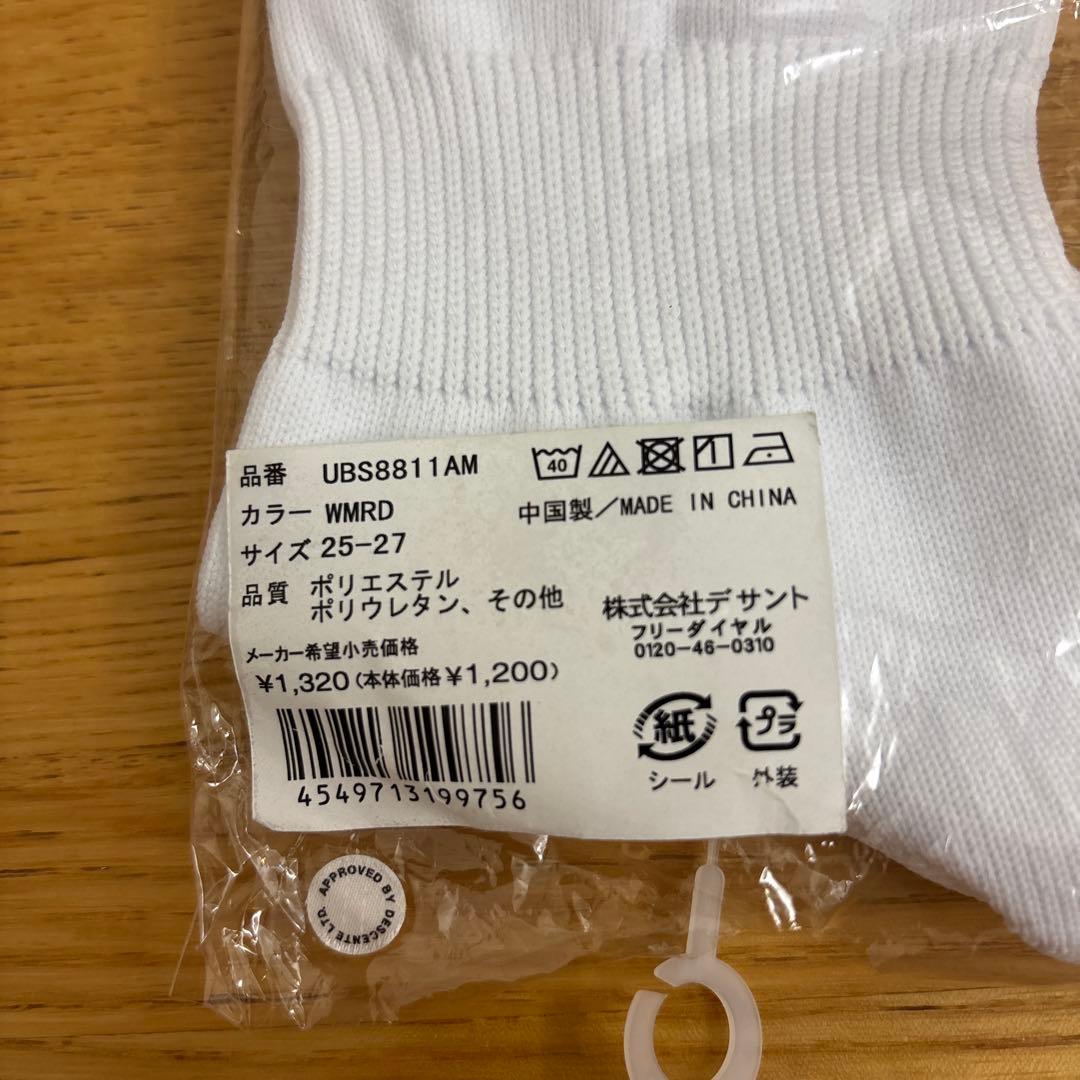 品番 UBS8811AM
カラー WMRD
サイズ 25-27
品質 ポリエステル
ポリウレタン、その他
メーカー希望小売価格
¥1,320(本体価格¥1,200)
4549713199756
40
中国製/MADE IN CHINA
株式会社デサント
フリーダイヤル
0120-46-0310
紙
シール
プラ
外装
APPROVED BY DESCENTE LTD.